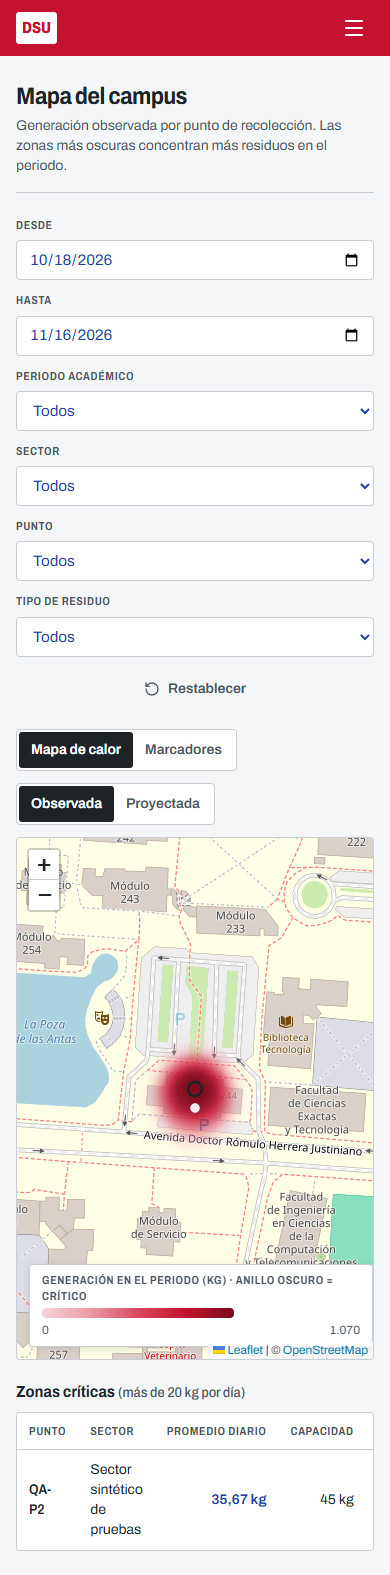 DSU
Mapa del campus
Generación observada por punto de recolección. Las
zonas más oscuras concentran más residuos en el
periodo.
DESDE
10/18/2026
HASTA
11/16/2026
PERIODO ACADÉMICO
Todos
SECTOR
Todos
PUNTO
Todos
TIPO DE RESIDUO
Todos
Restablecer
Mapa de calor
Marcadores
Observada
Proyectada
242
222
+
−
Módulo
243
Módulo
233
Módulo
254
La Poza
de las Antas
P
Biblioteca
Tecnología
244
P
Facultad
de Ciencias
Exactas
y Tecnología
Avenida Doctor Rómulo Herrera Justiniano
Módulo
de Servicio
Facultad
de Ingeniería
en Ciencias
de la
Computación
y Telecomunicaciones
GENERACIÓN EN EL PERIODO (KG) · ANILLO OSCURO =
CRÍTICO
0 1.070
257
Veterinario
Leaflet | © OpenStreetMap
Zonas críticas (más de 20 kg por día)
PUNTO SECTOR PROMEDIO DIARIO CAPACIDAD
QA-
P2
Sector
sintético
de
pruebas
35,67 kg
45 kg